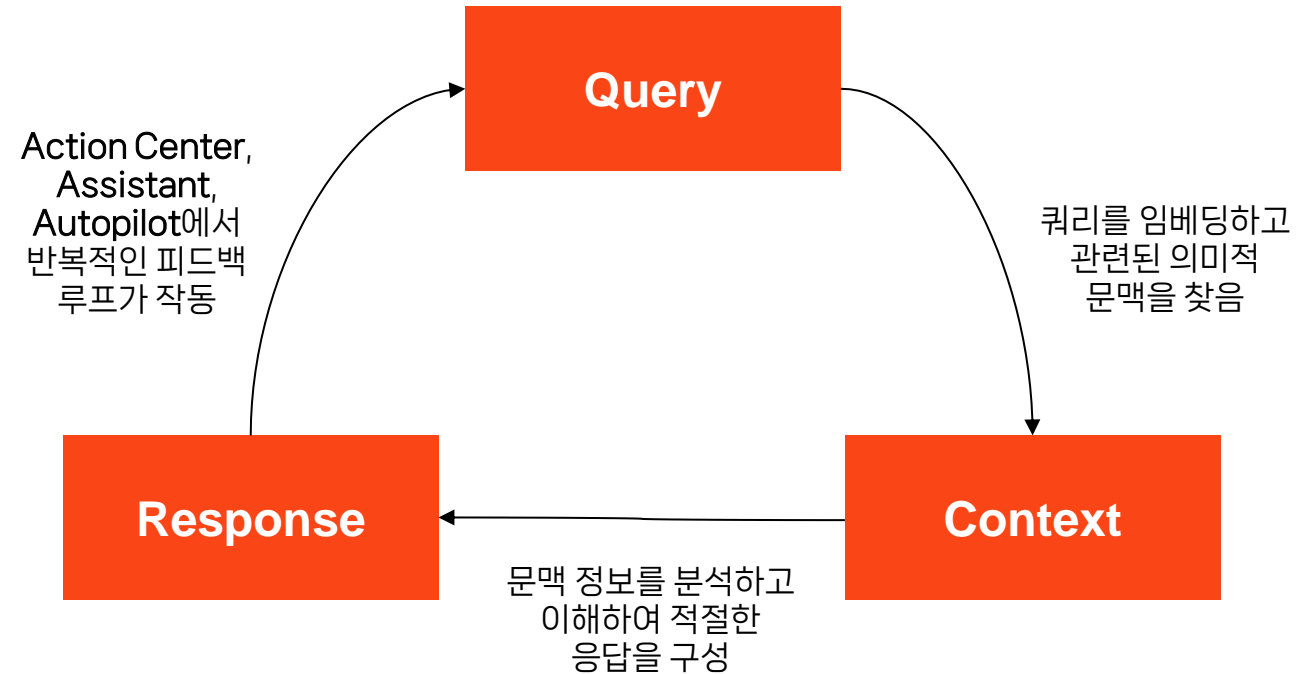 Query
Action Center,
Assistant,
Autopilot에서
반복적인 피드백
루프가 작동
쿼리를 임베딩하고
관련된 의미적
문맥을 찾음
Response
Context
문맥 정보를 분석하고
이해하여 적절한
응답을 구성